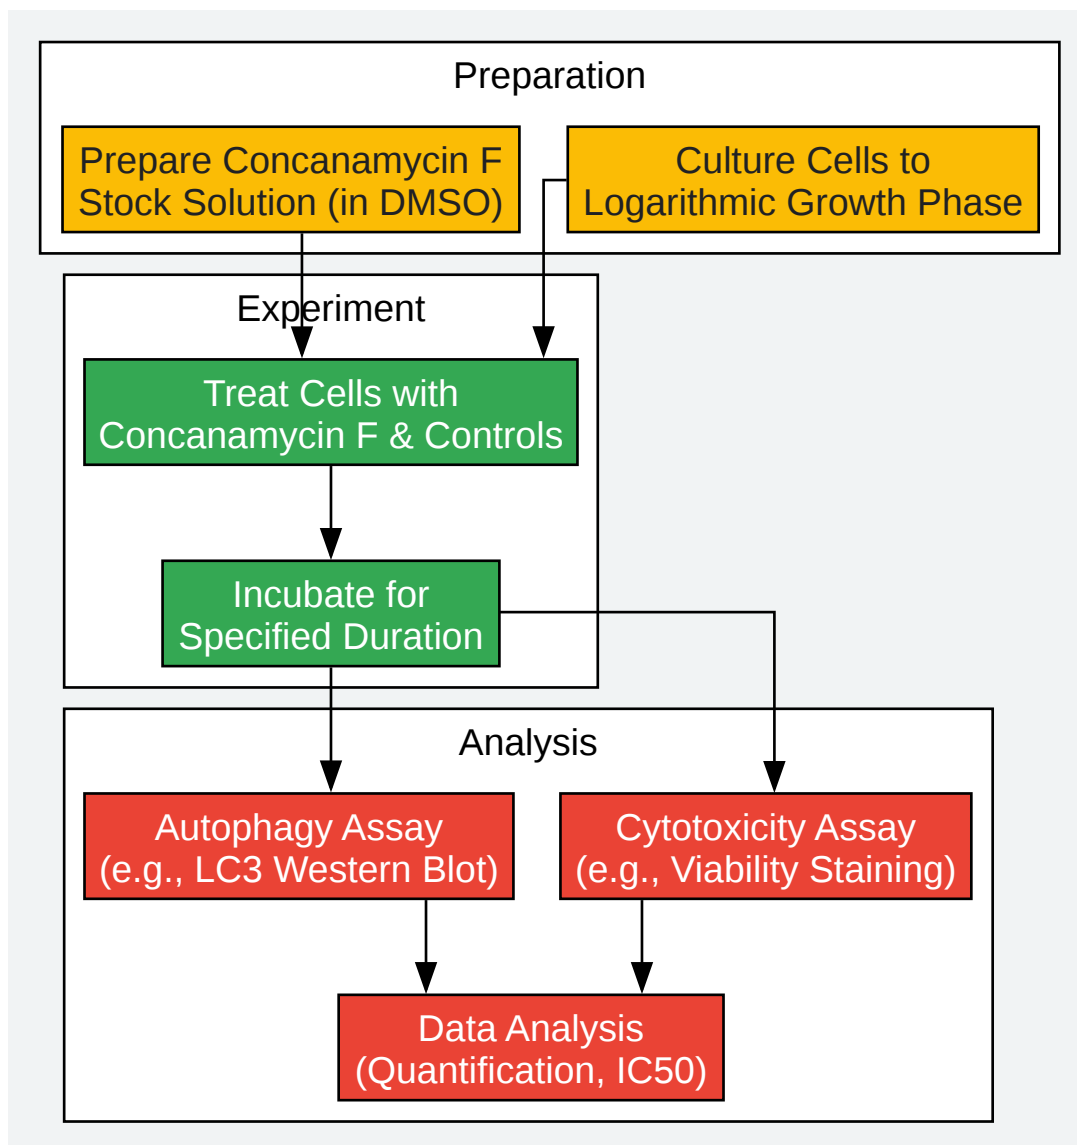 Preparation
Prepare Concanamycin F
Stock Solution (in DMSO)
Culture Cells to
Logarithmic Growth Phase
Experiment
Treat Cells with
Concanamycin F & Controls
Incubate for
Specified Duration
Analysis
Autophagy Assay
(e.g., LC3 Western Blot)
Cytotoxicity Assay
(e.g., Viability Staining)
Data Analysis
(Quantification, IC50)